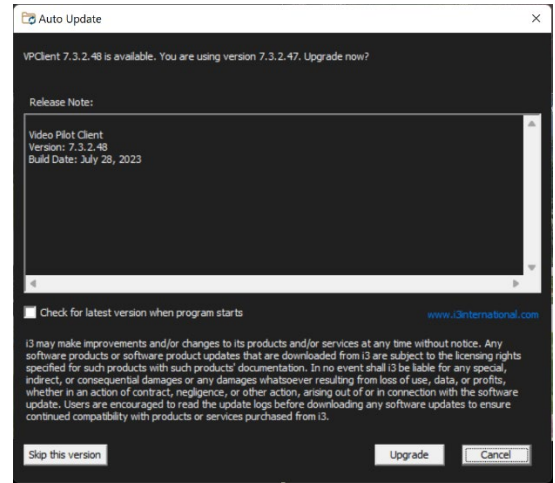 Auto Update
VPClient 7.3.2.48 is available. You are using version 7.3.2.47. Upgrade now?
Release Note:
Video Pilot Client
Version: 7.3.2.48
Build Date: July 28, 2023
Check for latest version when program starts
www.i3international.com
i3 may make improvements and/or changes to its products and/or services at any time without notice. Any
software products or software product updates that are downloaded from i3 are subject to the licensing rights
specified for such products with such products' documentation. In no event shall i3 be liable for any special,
indirect, or consequential damages or any damages whatsoever resulting from loss of use, data, or profits,
whether in an action of contract, negligence, or other action, arising out of or in connection with the software
update. Users are encouraged to read the update logs before downloading any software updates to ensure
continued compatibility with products or services purchased from i3.
Skip this version
Upgrade
Cancel